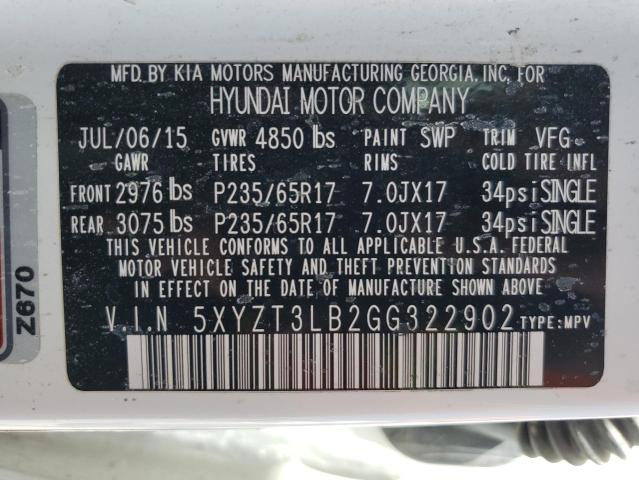 MFD. BY KIA MOTORS MANUFACTURING GEORGIA, INC, FOR
HYUNDAI MOTOR COMPANY
JUL/06/15 GVWR 4850 lbs PAINT SWP TRIM VFG
GAWR TIRES RIMS COLD TIRE INFL
FRONT 2976 lbs P235/65R17 7.0JX17 34psi SINGLE
REAR 3075 lbs P235/65R17 7.0JX17 34psi SINGLE
THIS VEHICLE CONFORMS TO ALL APPLICABLE U.S.A. FEDERAL
MOTOR VEHICLE SAFETY AND THEFT PREVENTION STANDARDS
IN EFFECT ON THE DATE OF MANUFACTURE SHOWN ABOVE.
V.I.N 5XYZT3LB2GG322902 TYPE: MPV
Z670